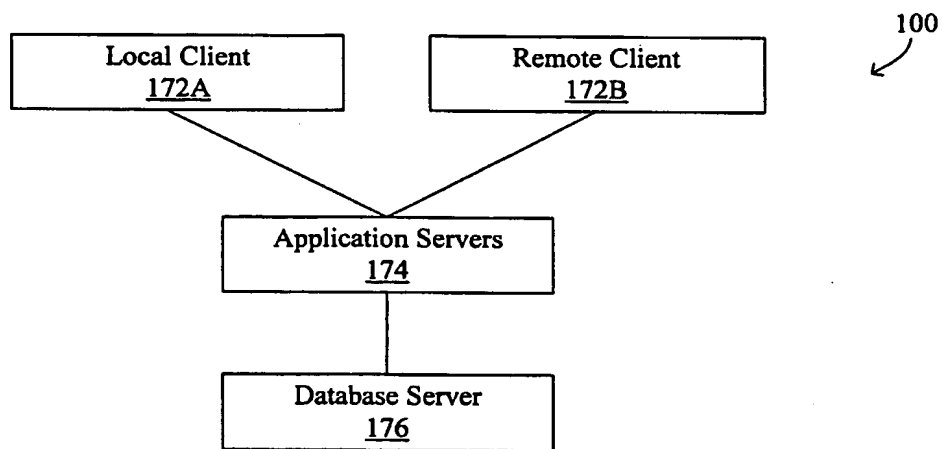 100
Local Client
172A
Remote Client
172B
Application Servers
174
Database Server
176